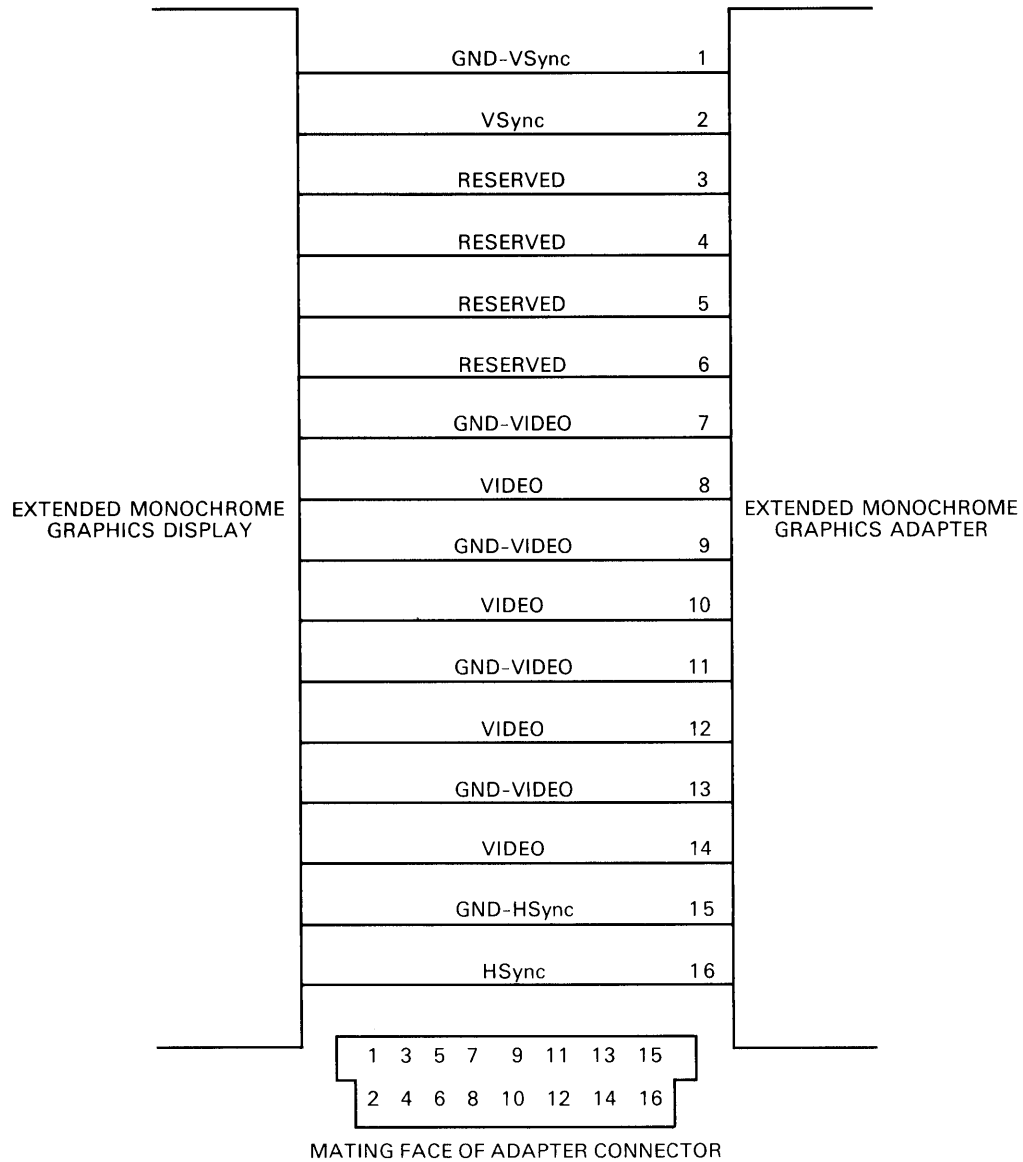 GND-VSync 1
VSync 2
RESERVED 3
RESERVED 4
RESERVED 5
RESERVED 6
GND-VIDEO 7
VIDEO 8
EXTENDED MONOCHROME
GRAPHICS DISPLAY
EXTENDED MONOCHROME
GRAPHICS ADAPTER
GND-VIDEO 9
VIDEO 10
GND-VIDEO 11
VIDEO 12
GND-VIDEO 13
VIDEO 14
GND-HSync 15
HSync 16
1 3 5 7 9 11 13 15
2 4 6 8 10 12 14 16
MATING FACE OF ADAPTER CONNECTOR